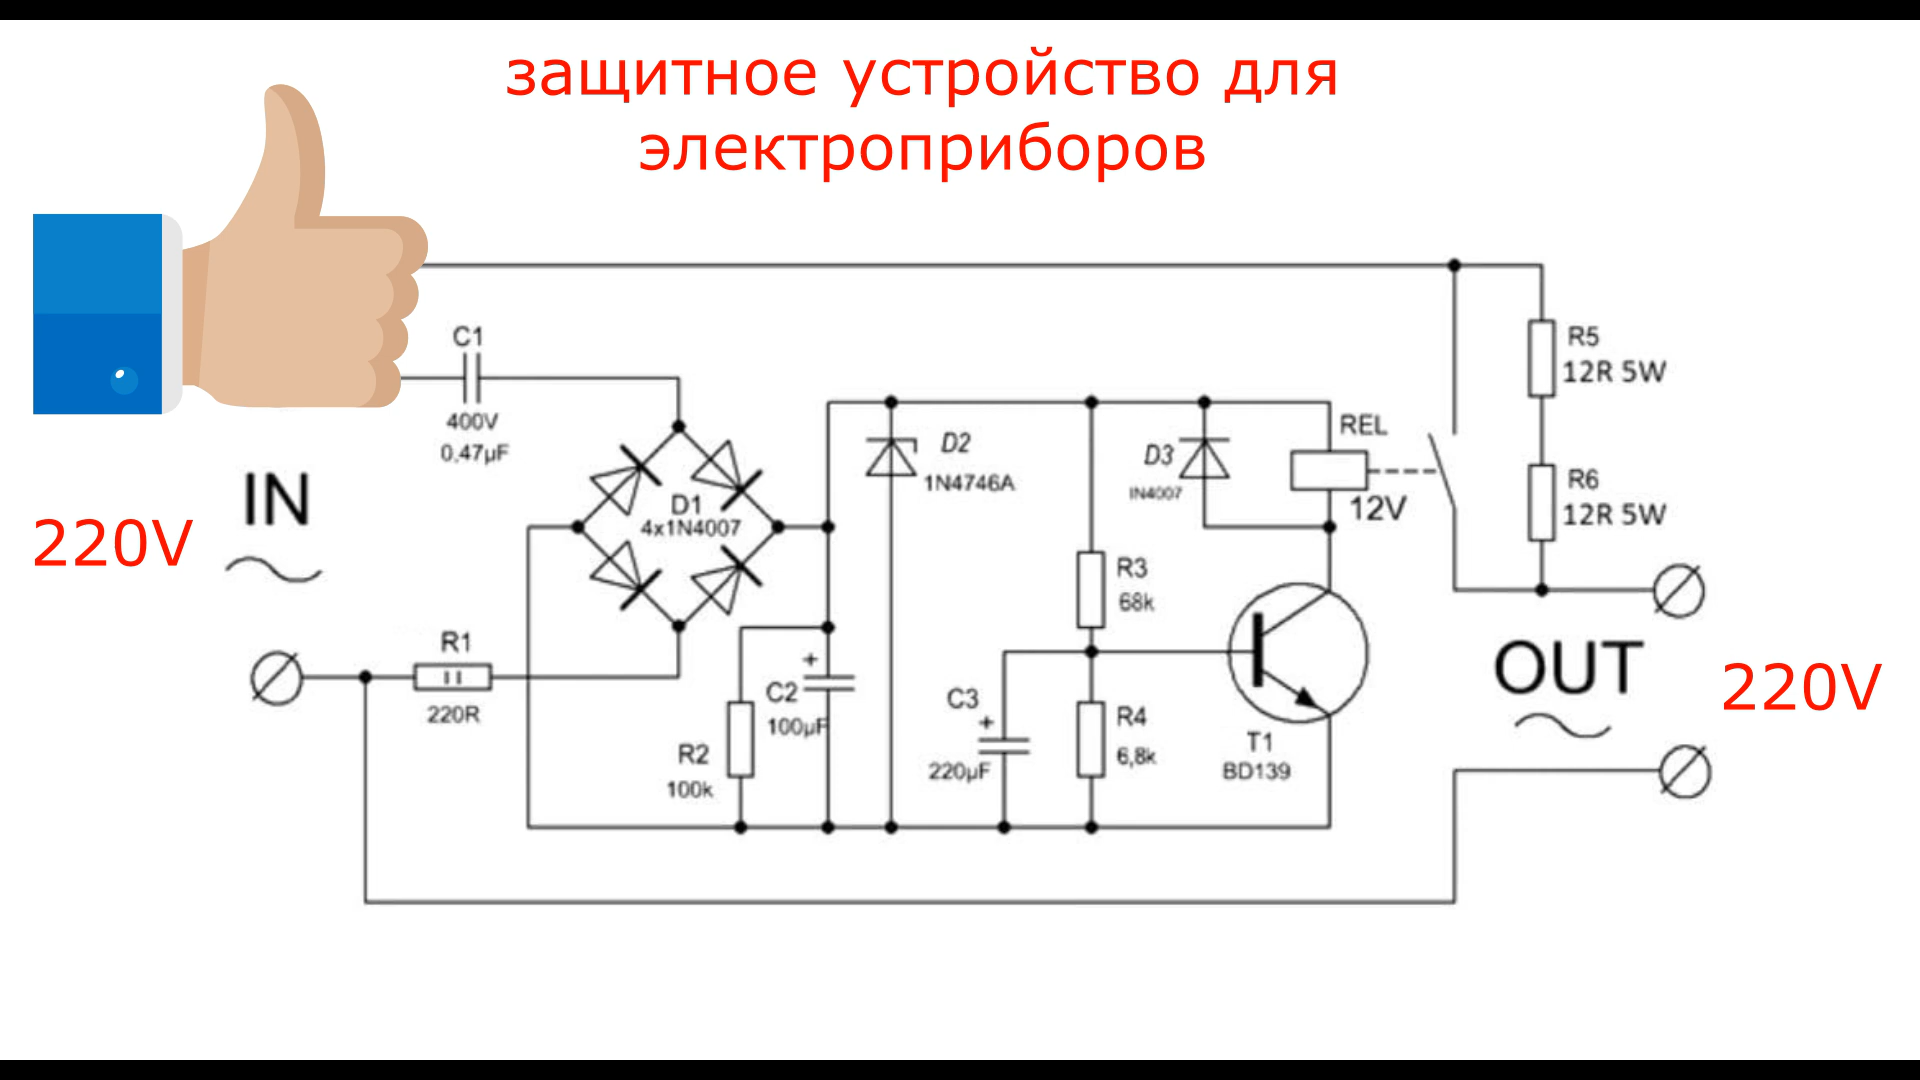 защитное устройство для
электроприборов
C1
400V
0,47µF
IN
220V
D1
4x1N4007
D2
1N4746A
D3
IN4007
REL
12V
R5
12R 5W
R6
12R 5W
R3
68k
R1
220R
C2
100µF
R2
100k
C3
220µF
R4
6,8k
T1
BD139
OUT
220V
+
+